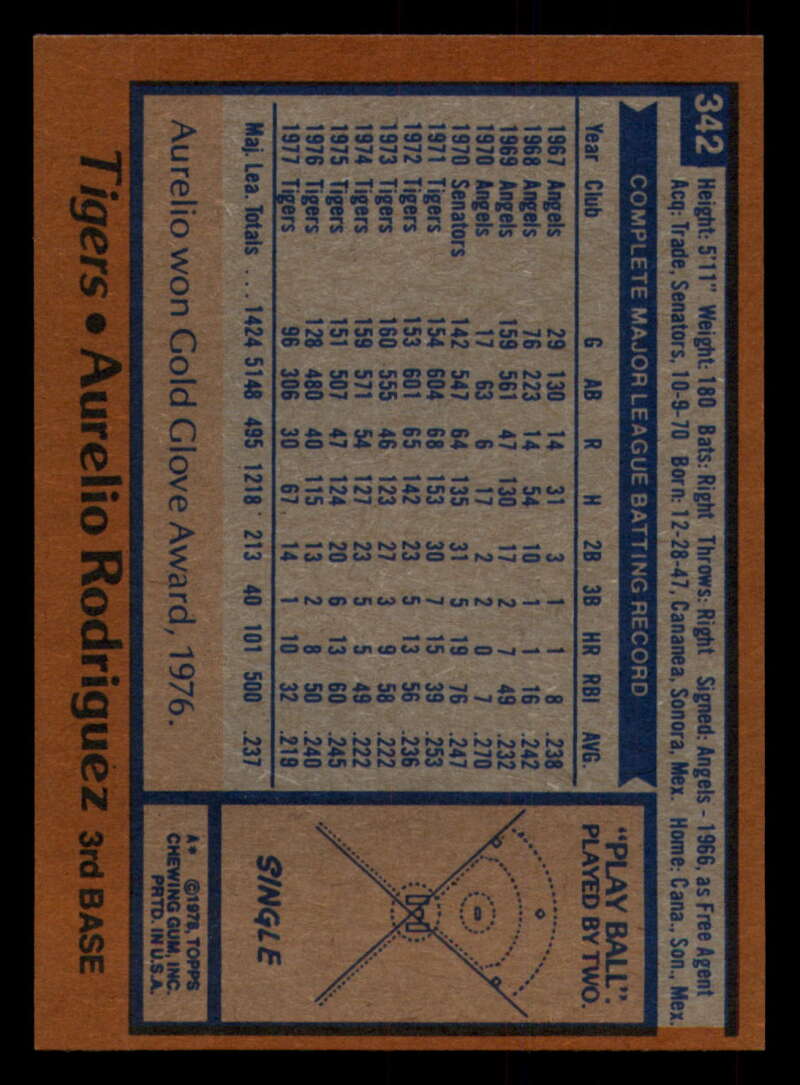 342
Height: 5'11" Weight: 180 Bats: Right Throws: Right Signed: Angels - 1966, as Free Agent
Acq: Trade, Senators, 10-9-70 Born: 12-28-47, Cananea, Sonora, Mex. Home: Cana., Son., Mex.
COMPLETE MAJOR LEAGUE BATTING RECORD
Year Club G AB R H 2B 3B HR RBI AVG.
1967 Angels 29 130 14 31 3 1 1 8 .238
1968 Angels 76 223 14 54 10 1 1 16 .242
1969 Angels 159 561 47 130 17 2 7 49 .232
1970 Angels 17 63 6 17 2 2 0 7 .270
1970 Senators 142 547 64 135 31 5 19 76 .247
1971 Tigers 154 604 68 153 30 7 15 39 .253
1972 Tigers 153 601 65 142 23 5 13 56 .236
1973 Tigers 160 555 46 123 27 3 9 58 .222
1974 Tigers 159 571 54 127 23 5 5 49 .222
1975 Tigers 151 507 47 124 20 6 13 60 .245
1976 Tigers 128 480 40 115 13 2 8 50 .240
1977 Tigers 96 306 30 67 14 1 10 32 .219
Maj. Lea. Totals ... 1424 5148 495 1218 213 40 101 500 .237
Aurelio won Gold Glove Award, 1976.
"PLAY BALL":
PLAYED BY TWO.
SINGLE
A* ©1978, TOPPS
CHEWING GUM, INC.
PRTD. IN U.S.A.
Tigers • Aurelio Rodriguez 3rd BASE